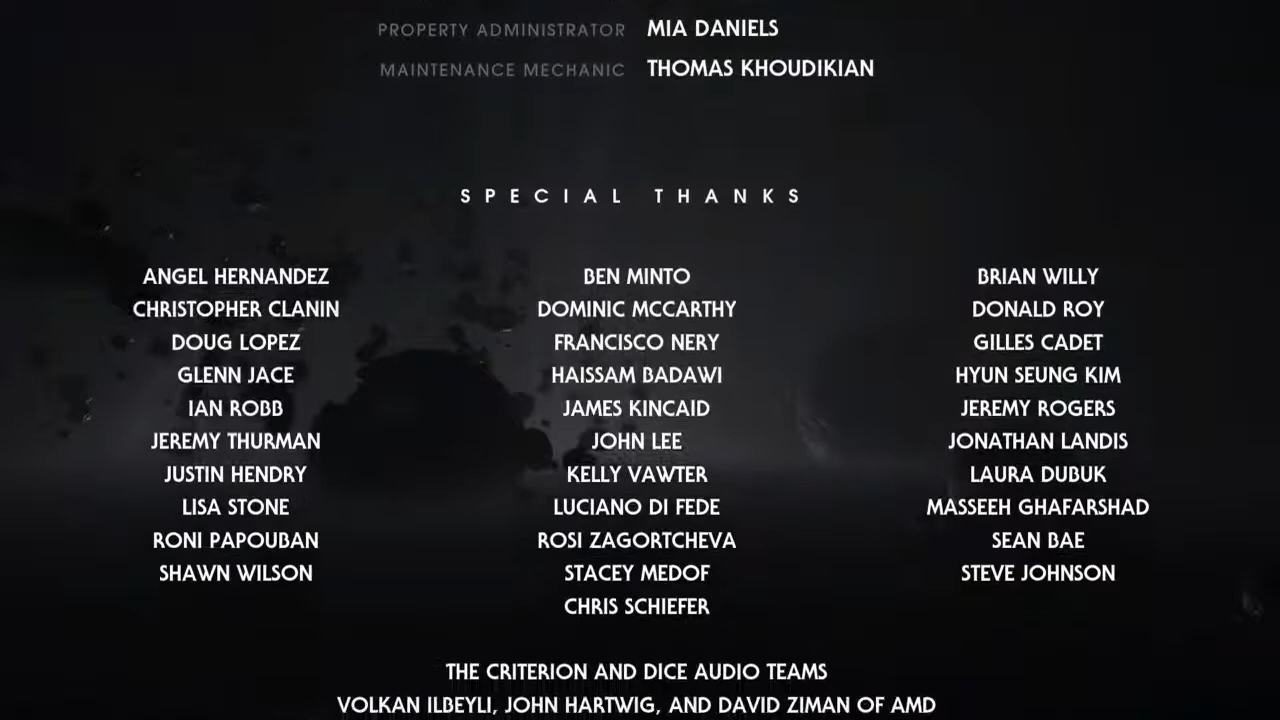 PROPERTY ADMINISTRATOR MIA DANIELS
MAINTENANCE MECHANIC THOMAS KHOUDIKIAN
SPECIAL THANKS
ANGEL HERNANDEZ BEN MINTO BRIAN WILLY
CHRISTOPHER CLANIN DOMINIC MCCARTHY DONALD ROY
DOUG LOPEZ FRANCISCO NERY GILLES CADET
GLENN JACE HAISSAM BADAWI HYUN SEUNG KIM
IAN ROBB JAMES KINCAID JEREMY ROGERS
JEREMY THURMAN JOHN LEE JONATHAN LANDIS
JUSTIN HENDRY KELLY VAWTER LAURA DUBUK
LISA STONE LUCIANO DI FEDE MASSEEH GHAFARSHAD
RONI PAPOUBAN ROSI ZAGORTCHEVA SEAN BAE
SHAWN WILSON STACEY MEDOF STEVE JOHNSON
CHRIS SCHIEFER
THE CRITERION AND DICE AUDIO TEAMS
VOLKAN ILBEYLI, JOHN HARTWIG, AND DAVID ZIMAN OF AMD